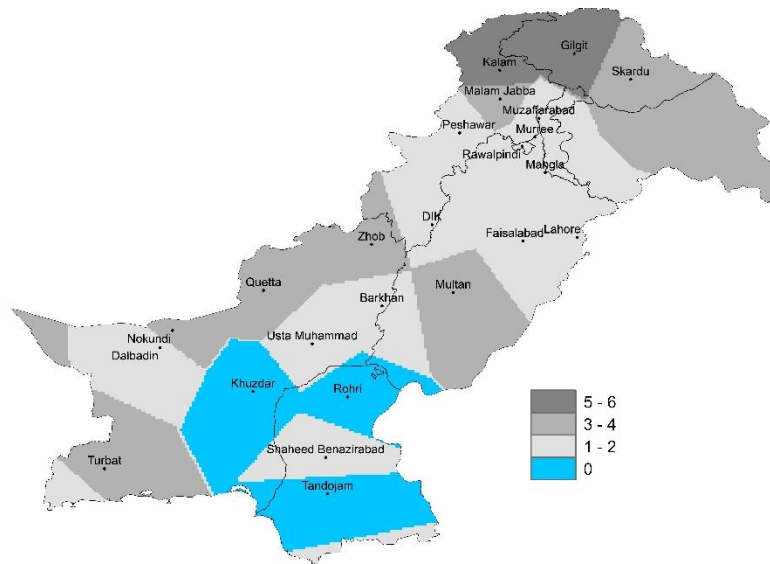 Gilgit
Kalam
Skardu
Malam Jabba
Muzaffarabad
Peshawar
Murree
Rawalpindi
Mangla
DIK
Zhob
Faisalabad
Lahore
Quetta
Multan
Barkhan
Nokundi
Usta Muhammad
Dalbadin
Khuzdar
Rohri
Shaheed Benazirabad
Turbat
Tandojam
5 - 6
3 - 4
1 - 2
0